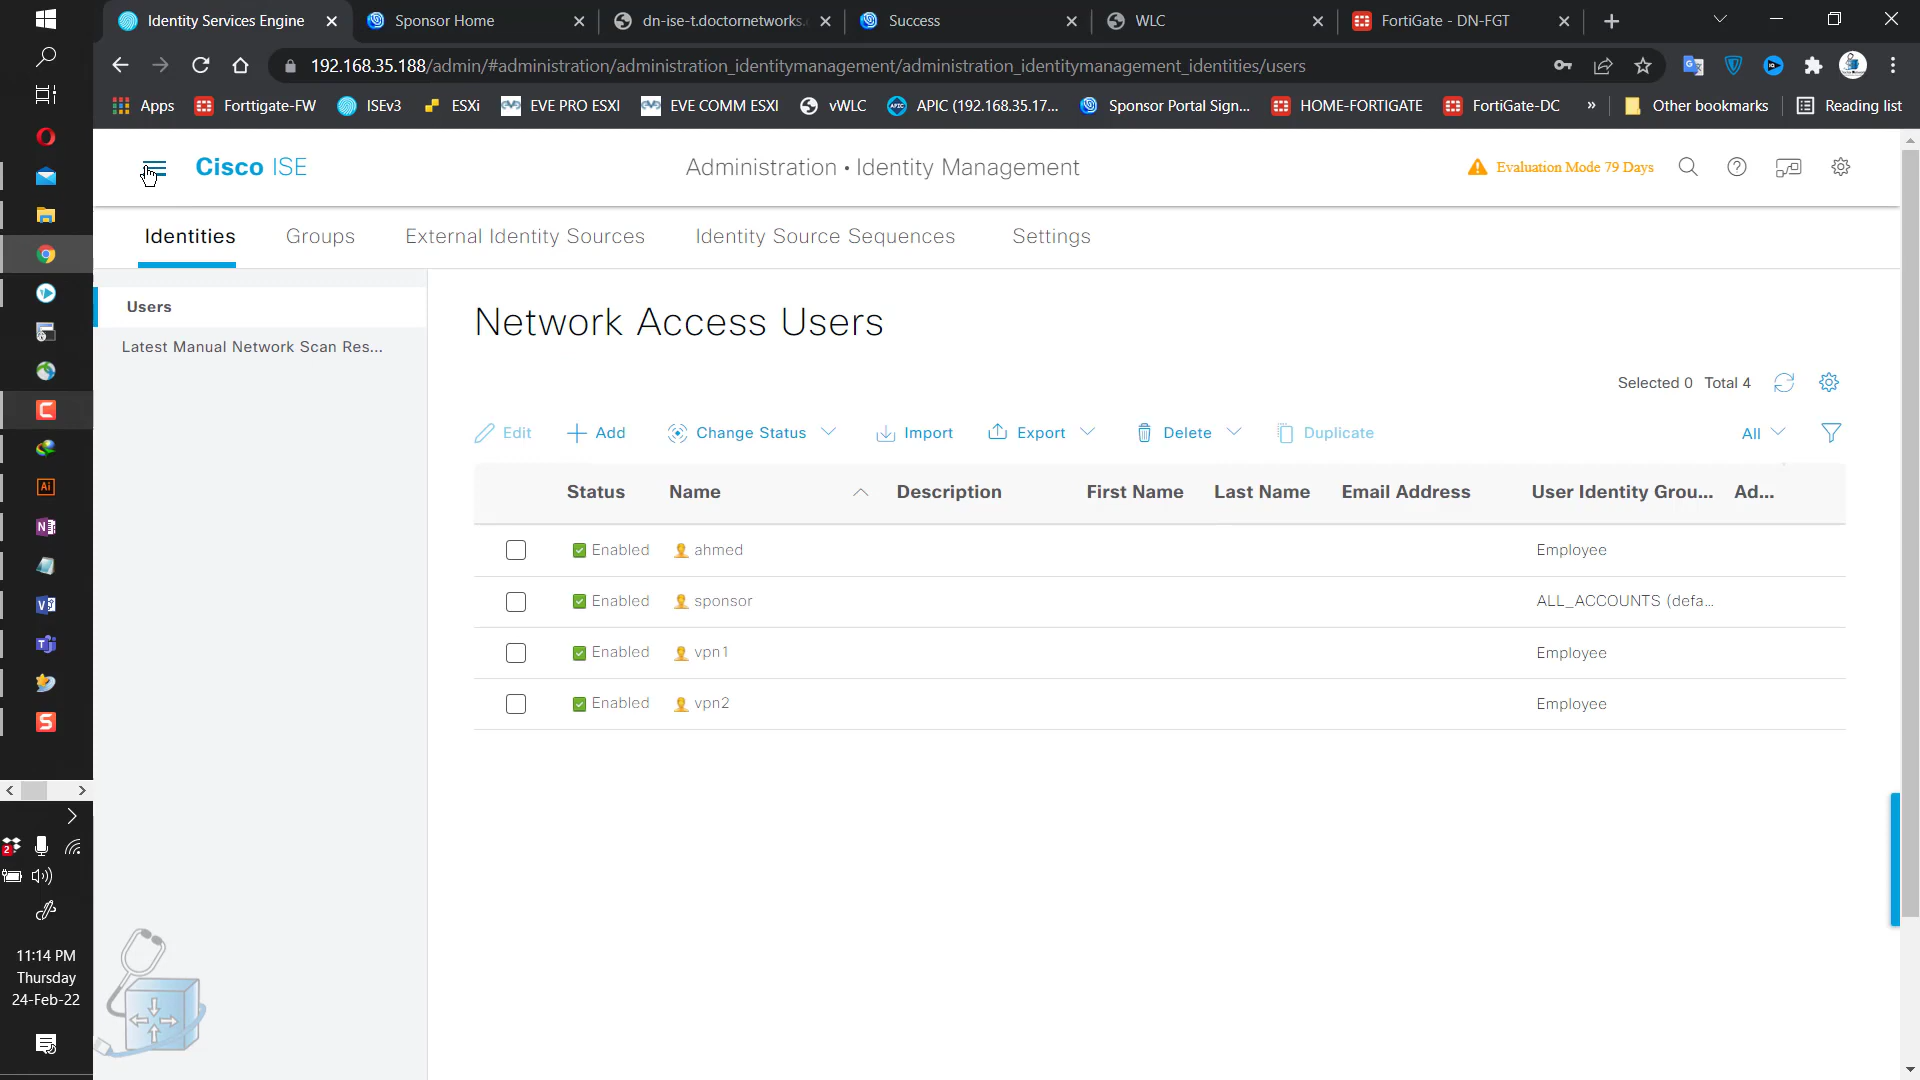 Identity Services Engine
Sponsor Home
dn-ise-t.doctornetworks.
Success
WLC
FortiGate - DN-FGT
192.168.35.188/admin/#administration/administration_identitymanagement/administration_identitymanagement_identities/users
Apps
Forttigate-FW
ISEv3
ESXi
EVE PRO ESXI
EVE COMM ESXI
vWLC
APIC (192.168.35.17...
Sponsor Portal Sign...
HOME-FORTIGATE
FortiGate-DC
»
Other bookmarks
Reading list
Cisco ISE
Administration • Identity Management
Evaluation Mode 79 Days
Identities
Groups
External Identity Sources
Identity Source Sequences
Settings
Users
Latest Manual Network Scan Res...
Network Access Users
Selected 0 Total 4
Edit
Add
Change Status
Import
Export
Delete
Duplicate
All
Status Name Description First Name Last Name Email Address User Identity Grou... Ad...
Enabled ahmed Employee
Enabled sponsor ALL_ACCOUNTS (defa...
Enabled vpn1 Employee
Enabled vpn2 Employee
11:14 PM
Thursday
24-Feb-22